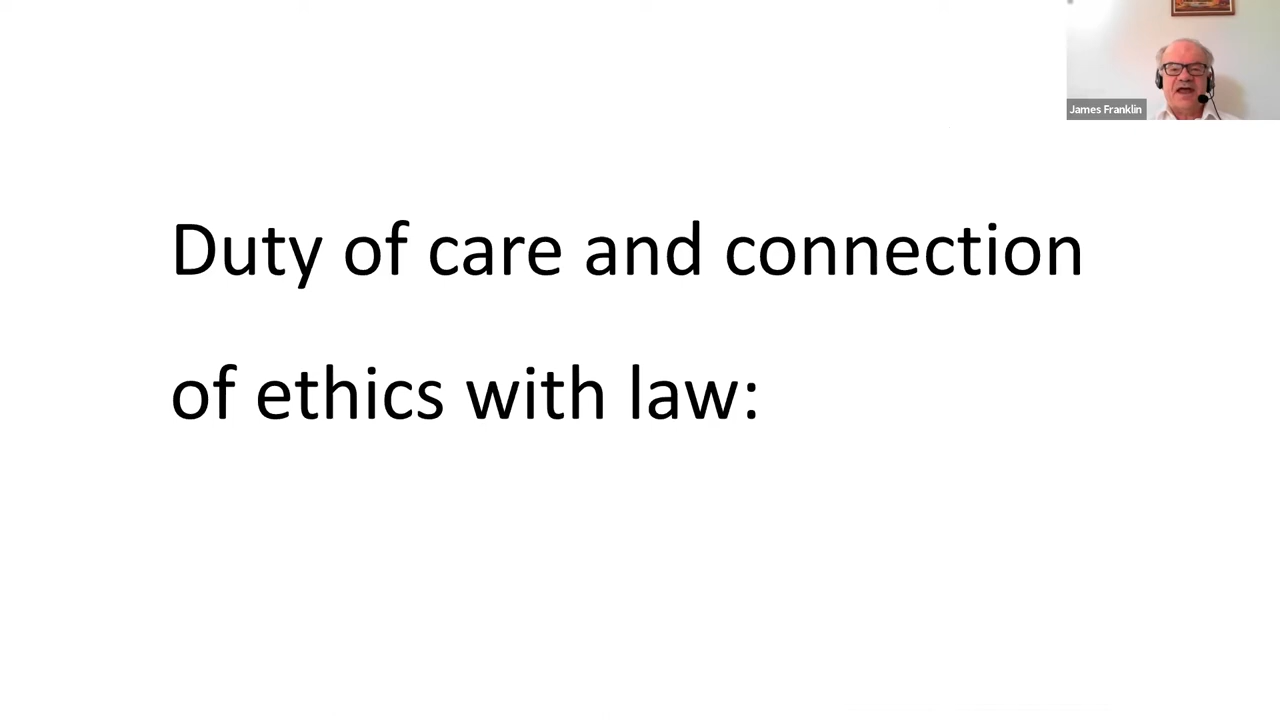 James Franklin
Duty of care and connection
of ethics with law: